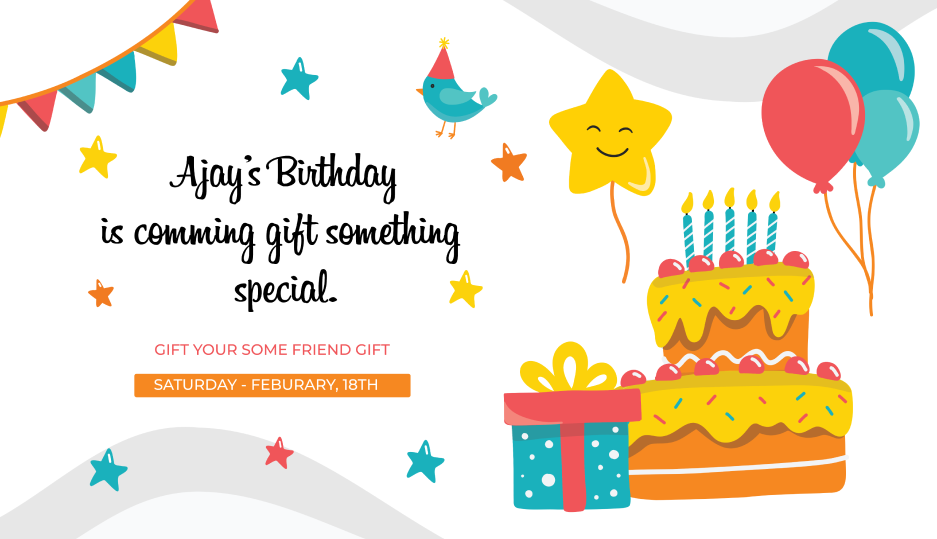 Ajay's Birthday
is comming gift something
special.
GIFT YOUR SOME FRIEND GIFT
SATURDAY - FEBURARY, 18TH